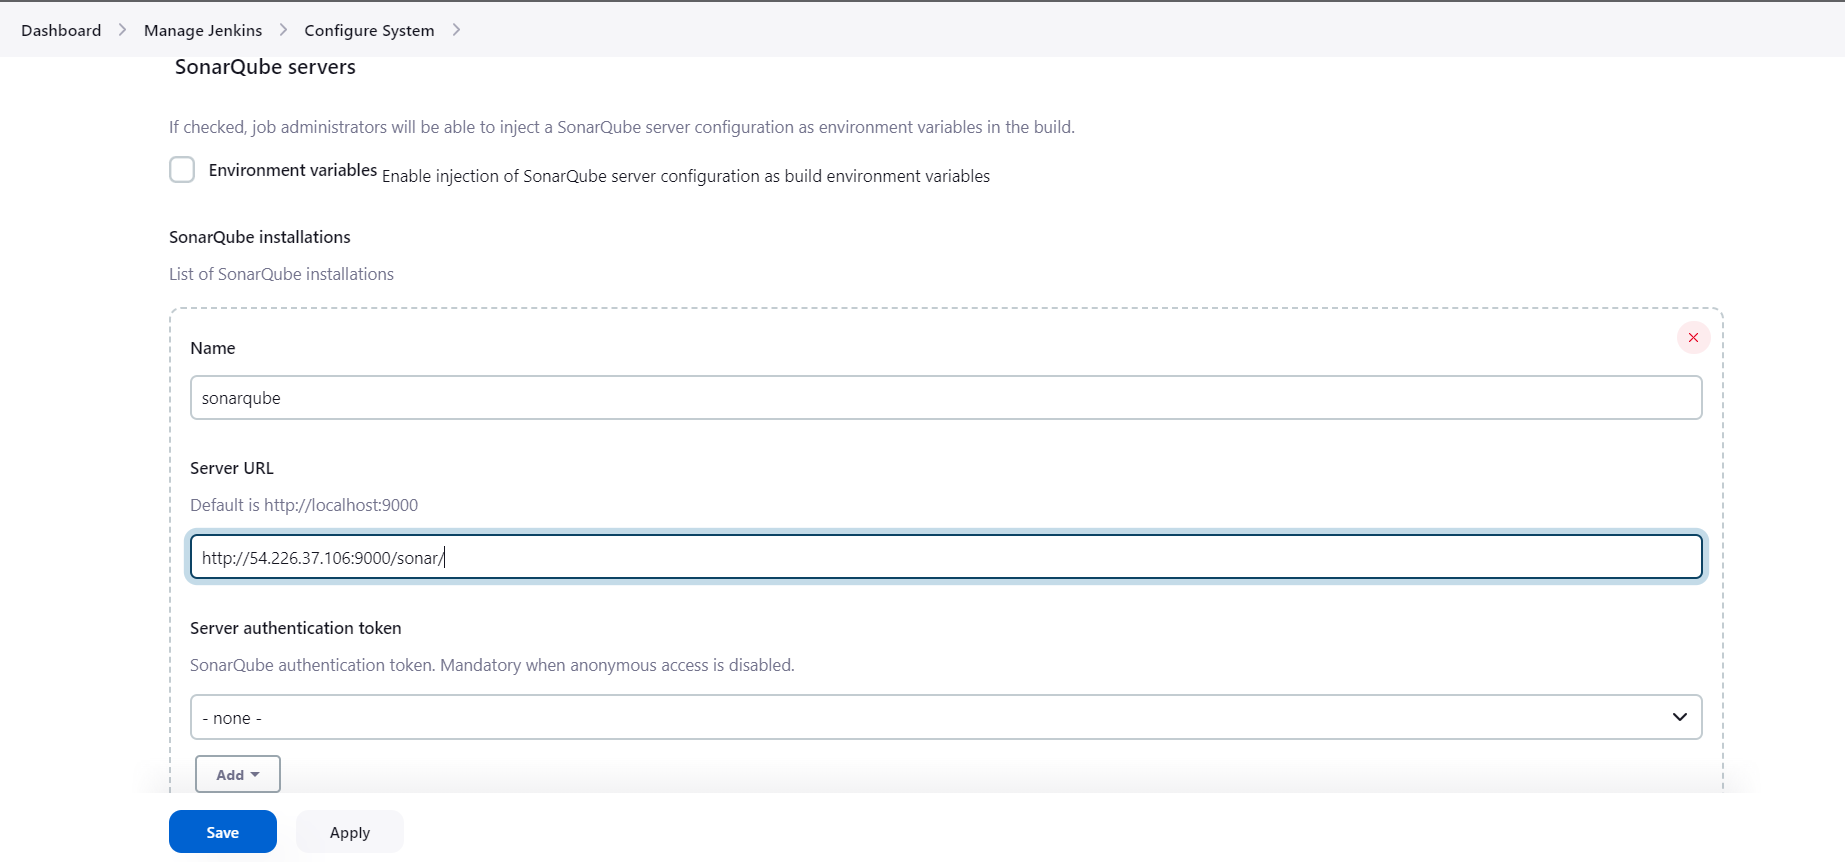 Dashboard > Manage Jenkins > Configure System >
SonarQube servers
If checked, job administrators will be able to inject a SonarQube server configuration as environment variables in the build.
Environment variables Enable injection of SonarQube server configuration as build environment variables
SonarQube installations
List of SonarQube installations
Name
sonarqube
Server URL
Default is http://localhost:9000
http://54.226.37.106:9000/sonar/
Server authentication token
SonarQube authentication token. Mandatory when anonymous access is disabled.
- none -
Add
Save Apply